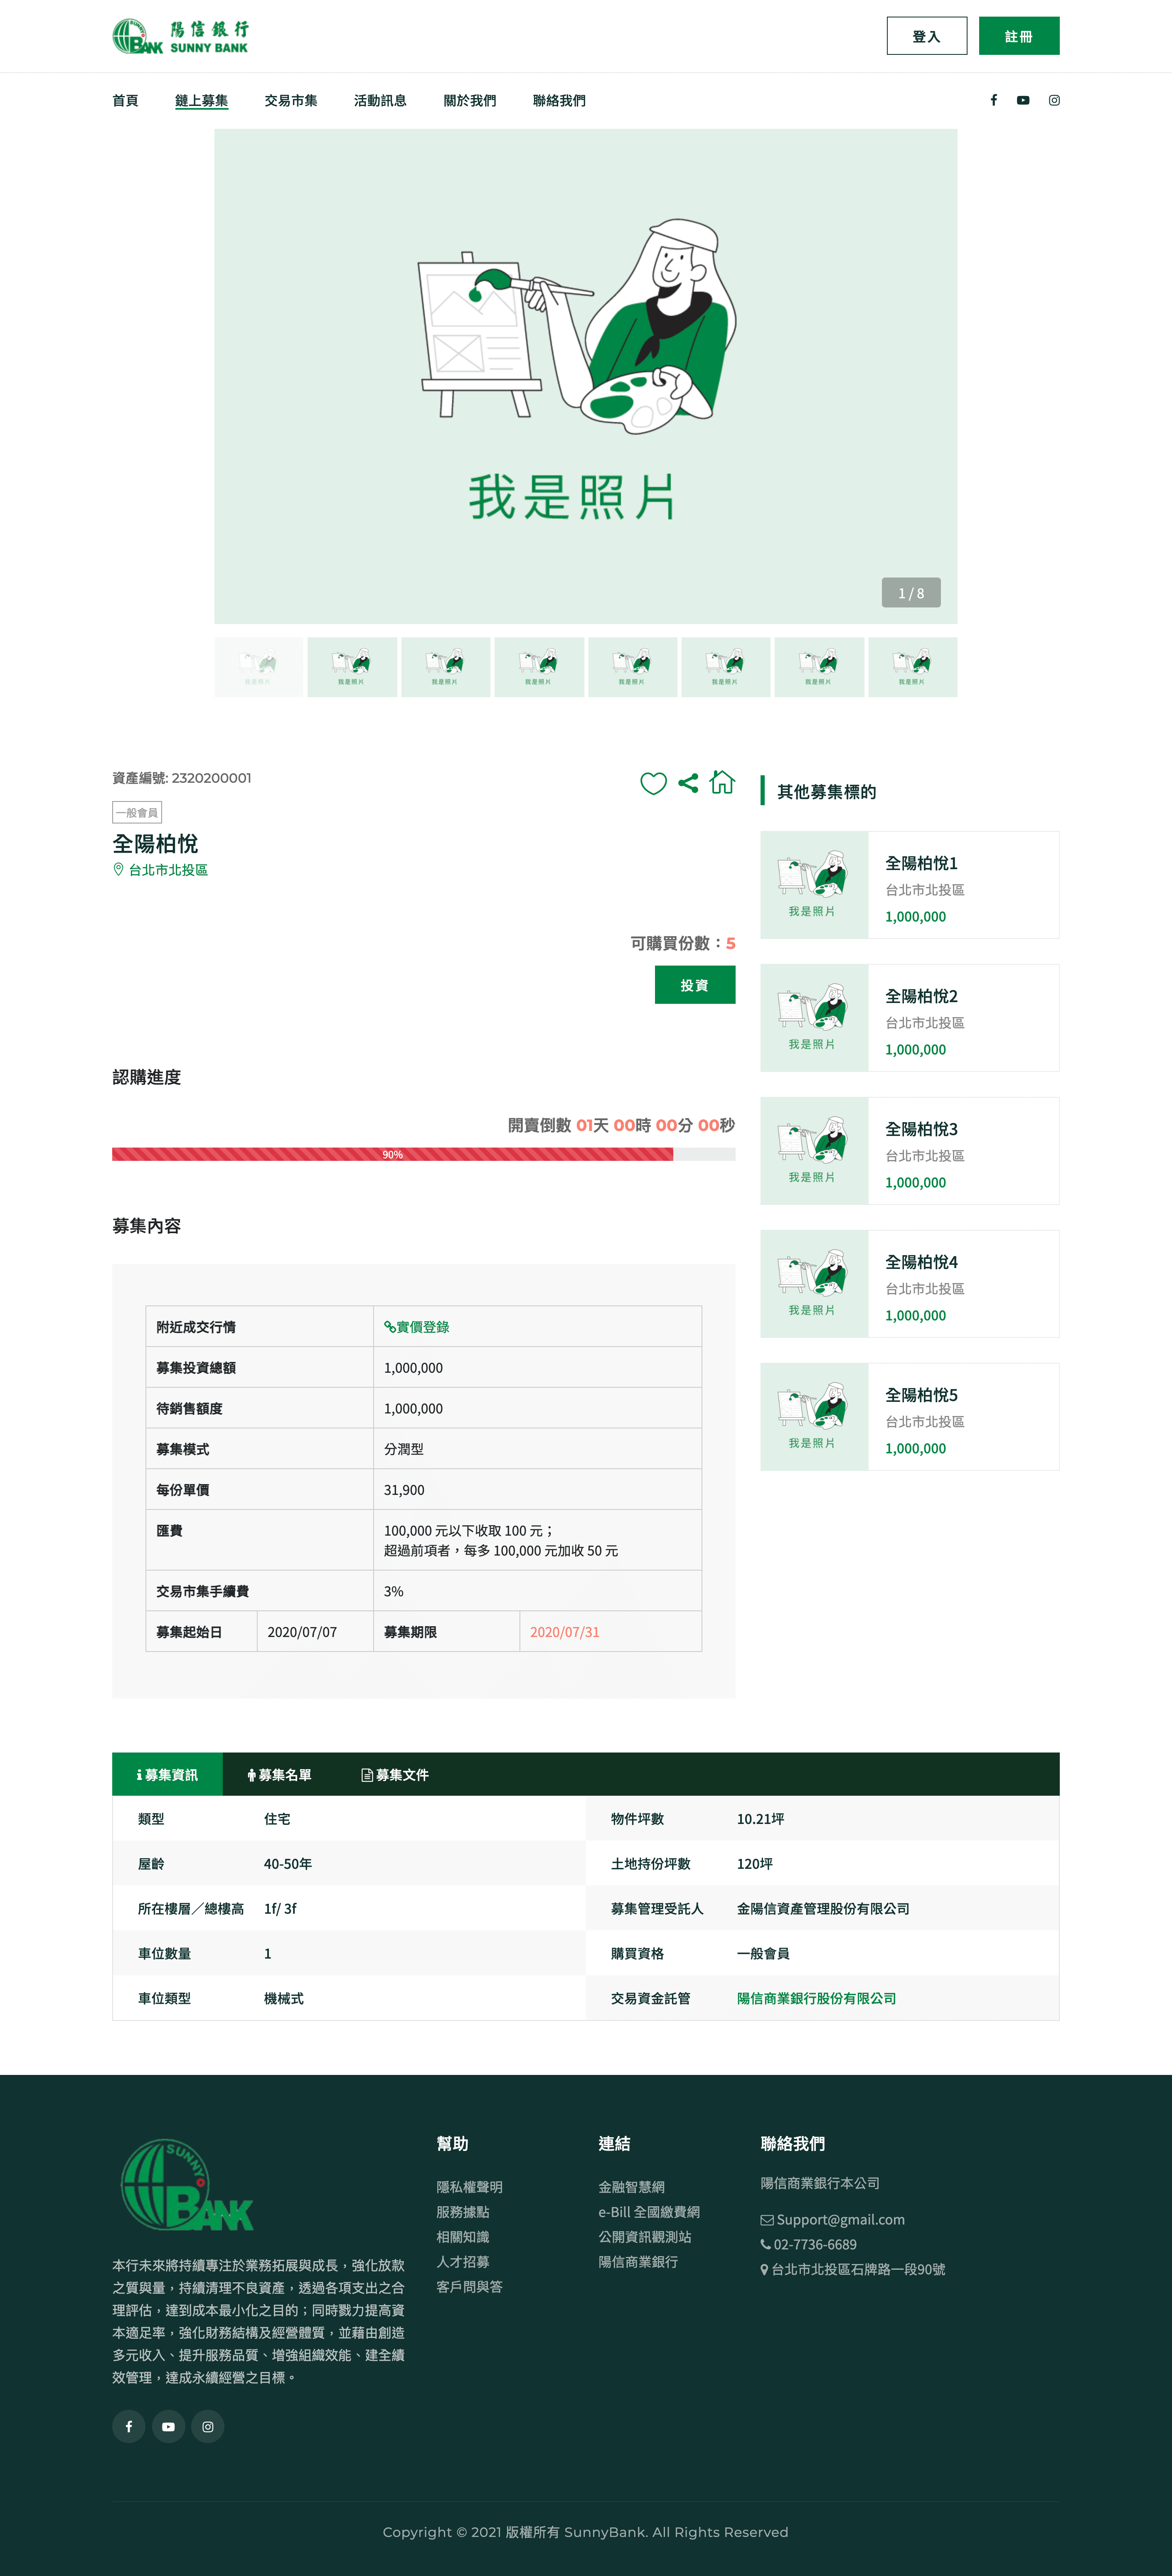 SUNNY BANK
陽信銀行
SUNNY BANK
登入
註冊
首頁 鏈上募集 交易市集 活動訊息 關於我們 聯絡我們
我是照片
1 / 8
我是照片 我是照片 我是照片 我是照片 我是照片 我是照片 我是照片 我是照片
資產編號: 2320200001
一般會員
全陽柏悅
台北市北投區
可購買份數：5
投資
認購進度
開賣倒數 01天 00時 00分 00秒
90%
募集內容
附近成交行情 實價登錄
募集投資總額 1,000,000
待銷售額度 1,000,000
募集模式 分潤型
每份單價 31,900
匯費 100,000 元以下收取 100 元；
超過前項者，每多 100,000 元加收 50 元
交易市集手續費 3%
募集起始日 2020/07/07 募集期限 2020/07/31
其他募集標的
我是照片
全陽柏悅1
台北市北投區
1,000,000
我是照片
全陽柏悅2
台北市北投區
1,000,000
我是照片
全陽柏悅3
台北市北投區
1,000,000
我是照片
全陽柏悅4
台北市北投區
1,000,000
我是照片
全陽柏悅5
台北市北投區
1,000,000
募集資訊 募集名單 募集文件
類型 住宅 物件坪數 10.21坪
屋齡 40-50年 土地持份坪數 120坪
所在樓層／總樓高 1f/ 3f 募集管理受託人 金陽信資產管理股份有限公司
車位數量 1 購買資格 一般會員
車位類型 機械式 交易資金託管 陽信商業銀行股份有限公司
SUNNY BANK
本行未來將持續專注於業務拓展與成長，強化放款
之質與量，持續清理不良資產，透過各項支出之合
理評估，達到成本最小化之目的；同時戮力提高資
本適足率，強化財務結構及經營體質，並藉由創造
多元收入、提升服務品質、增強組織效能、建全績
效管理，達成永續經營之目標。
幫助
隱私權聲明
服務據點
相關知識
人才招募
客戶問與答
連結
金融智慧網
e-Bill 全國繳費網
公開資訊觀測站
陽信商業銀行
聯絡我們
陽信商業銀行本公司
Support@gmail.com
02-7736-6689
台北市北投區石牌路一段90號
Copyright © 2021 版權所有 SunnyBank. All Rights Reserved